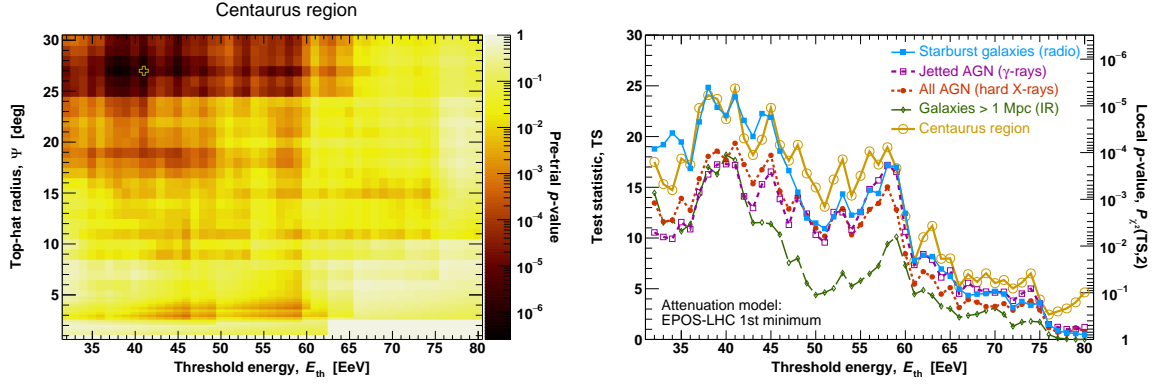 Centaurus region
30
25
20
15
10
5
Top-hat radius, Ψ [deg]
35 40 45 50 55 60 65 70 75 80
Threshold energy, E_th [EeV]
1
10⁻¹
10⁻²
10⁻³
10⁻⁴
10⁻⁵
10⁻⁶
Pre-trial p-value
30
25
20
15
10
5
0
Test statistic, TS
Starburst galaxies (radio)
Jetted AGN (γ-rays)
All AGN (hard X-rays)
Galaxies > 1 Mpc (IR)
Centaurus region
Attenuation model:
EPOS-LHC 1st minimum
35 40 45 50 55 60 65 70 75 80
Threshold energy, E_th [EeV]
10⁻⁶
10⁻⁵
10⁻⁴
10⁻³
10⁻²
10⁻¹
1
Local p-value, P_χ²(TS,2)